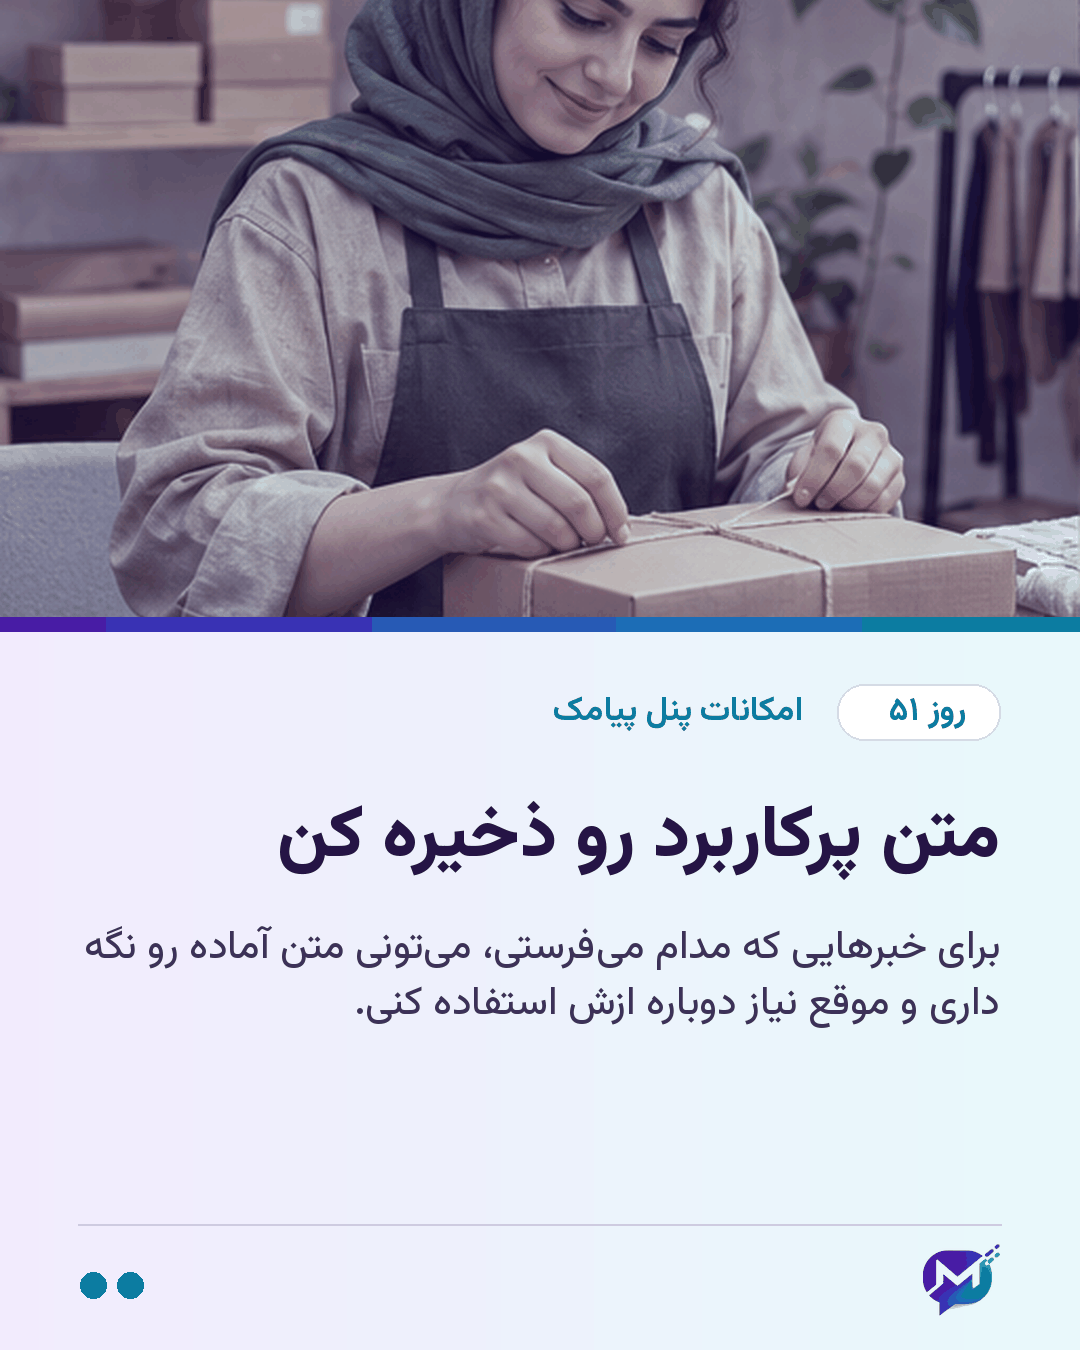 روز ۵۱
امکانات پنل پیامک
متن پرکاربرد رو ذخیره کن
برای خبرهایی که مدام می‌فرستی، می‌تونی متن آماده رو نگه
داری و موقع نیاز دوباره ازش استفاده کنی.
M